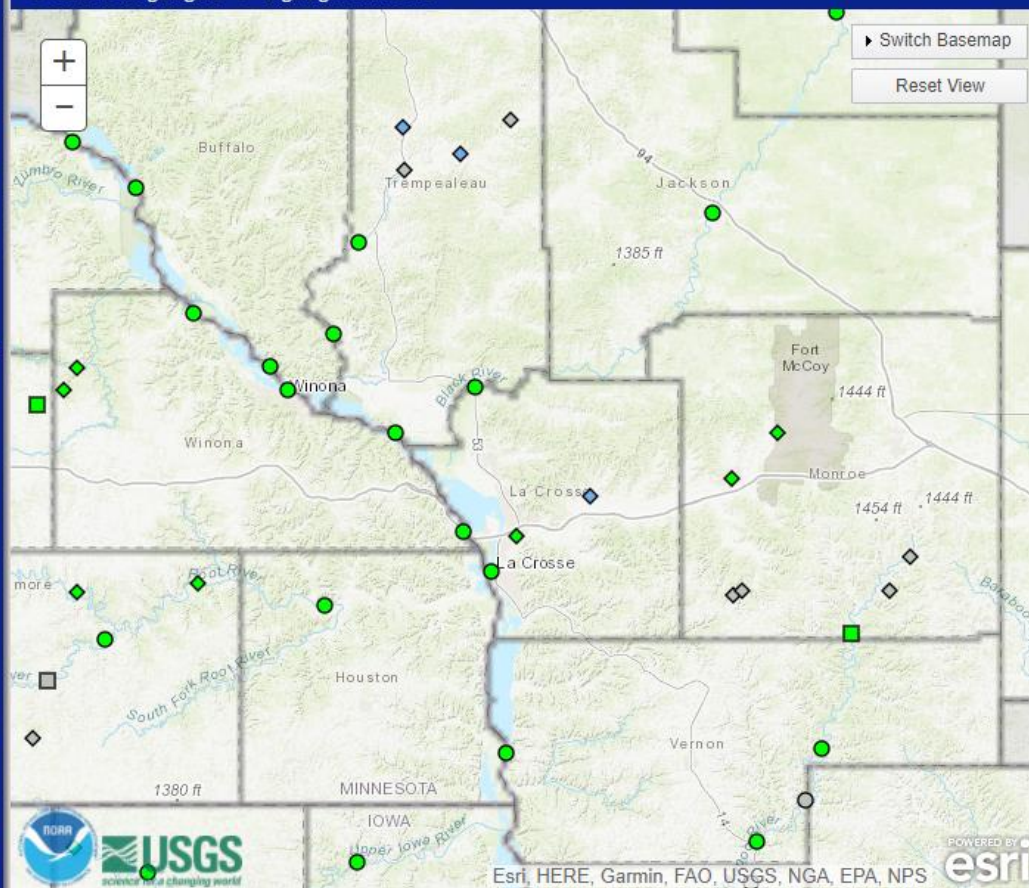 +
Switch Basemap
−
Reset View
Buffalo
94
Zumbro River
Trempealeau
Jackson
1385 ft
Fort
McCoy
Winona
Black River
1444 ft
Winona
53
Monroe
La Cross
1454 ft
1444 ft
La Crosse
more
Root River
South Fork Root River
Houston
Vernon
1380 ft
MINNESOTA
IOWA
14
Upper Iowa River
NOAA
USGS
science for a changing world
POWERED BY
esri
Esri, HERE, Garmin, FAO, USGS, NGA, EPA, NPS